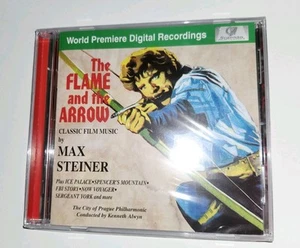 World Premiere Digital Recordings
The
FLAME
and the
ARROW
CLASSIC FILM MUSIC
by
MAX
STEINER
Plus ICE PALACE • SPENCER'S MOUNTAIN •
FBI STORY • NOW VOYAGER •
SERGEANT YORK and more
The City of Prague Philharmonic
Conducted by Kenneth Alwyn